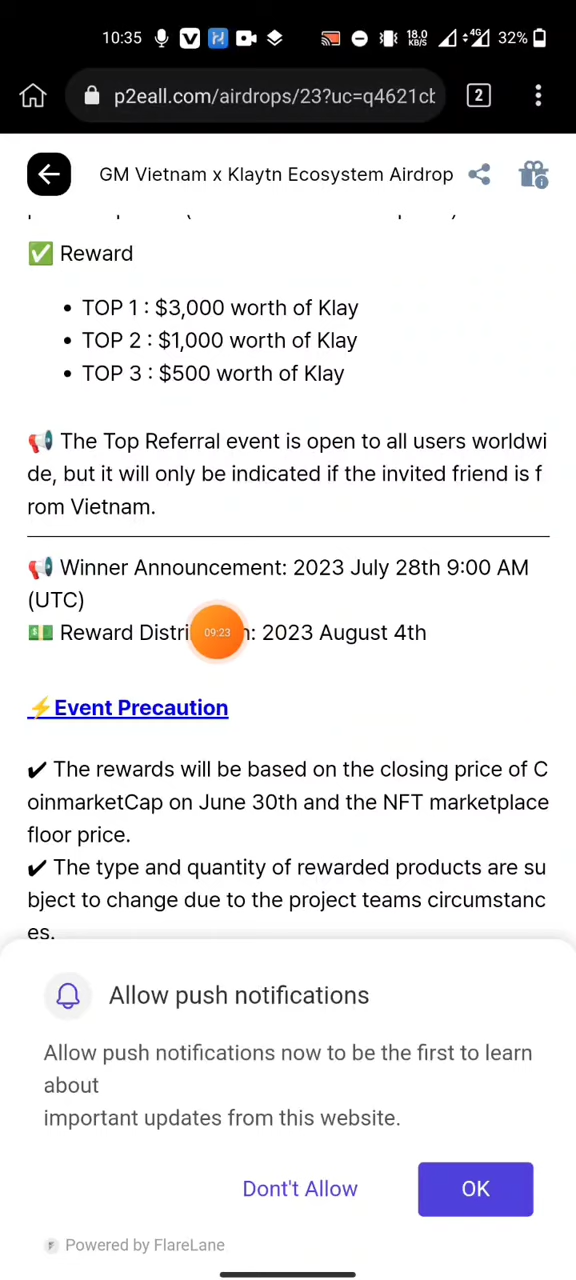 10:35
18.0
KB/S
4G
32%
p2eall.com/airdrops/23?uc=q4621cb
2
GM Vietnam x Klaytn Ecosystem Airdrop
✅ Reward
• TOP 1 : $3,000 worth of Klay
• TOP 2 : $1,000 worth of Klay
• TOP 3 : $500 worth of Klay
📢 The Top Referral event is open to all users worldwi
de, but it will only be indicated if the invited friend is f
rom Vietnam.
📢 Winner Announcement: 2023 July 28th 9:00 AM
(UTC)
💵 Reward Distri n: 2023 August 4th
09:23
⚡Event Precaution
✔ The rewards will be based on the closing price of C
oinmarketCap on June 30th and the NFT marketplace
floor price.
✔ The type and quantity of rewarded products are su
bject to change due to the project teams circumstanc
es.
Allow push notifications
Allow push notifications now to be the first to learn
about
important updates from this website.
Dont't Allow
OK
Powered by FlareLane